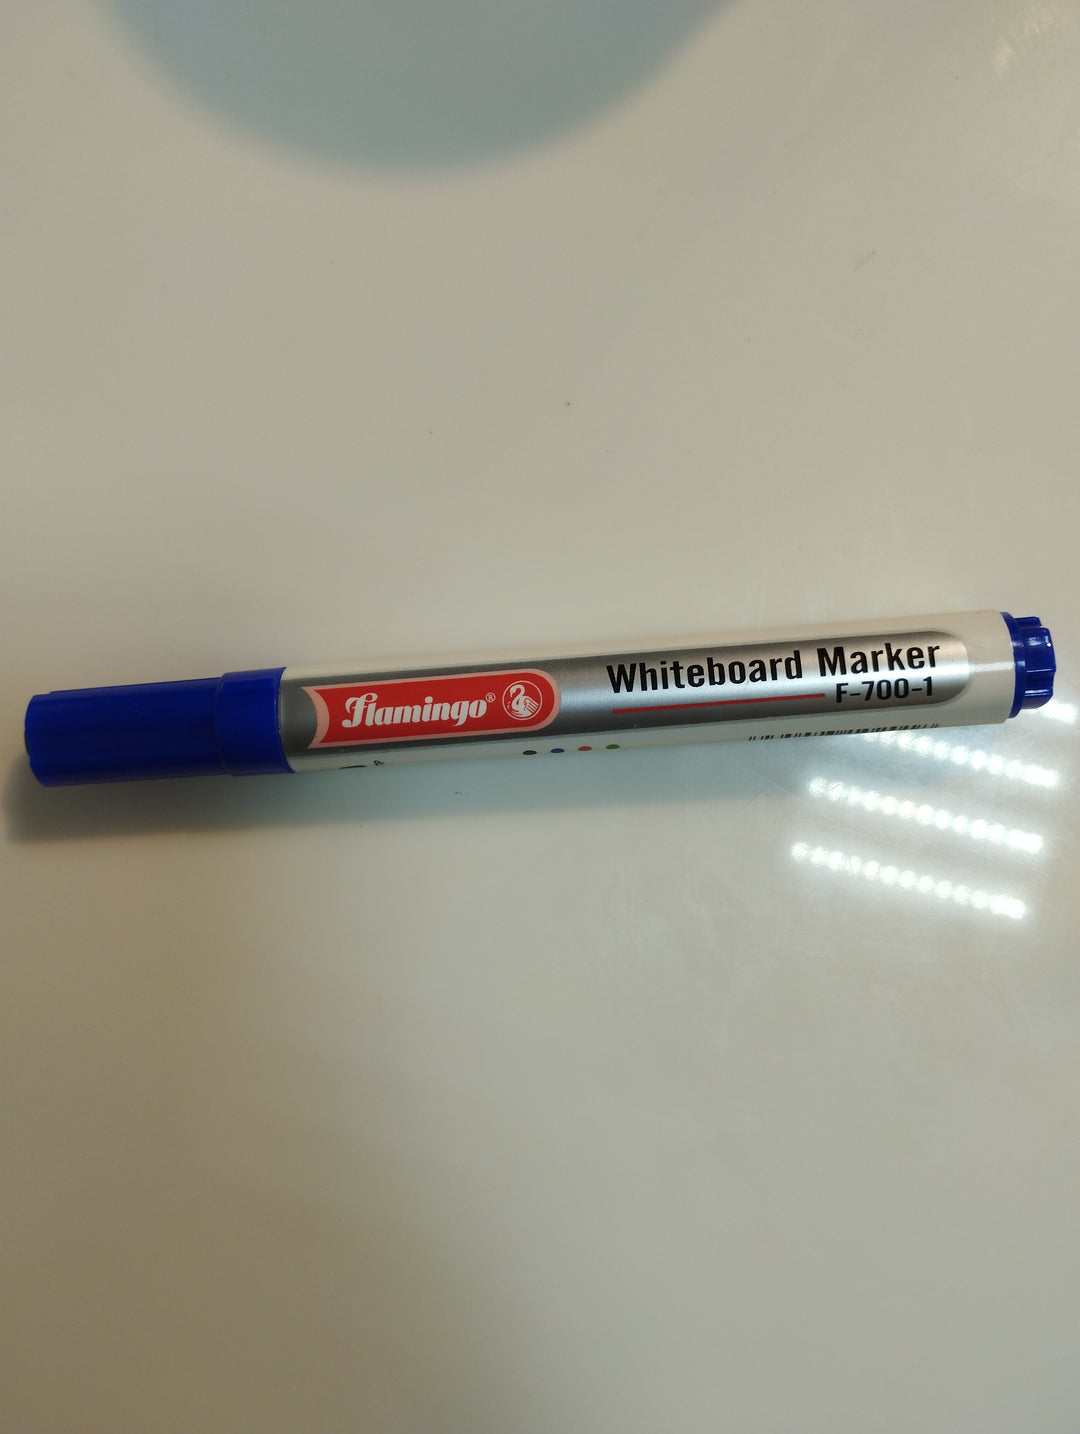 Flamingo®
Whiteboard Marker
F-700-1